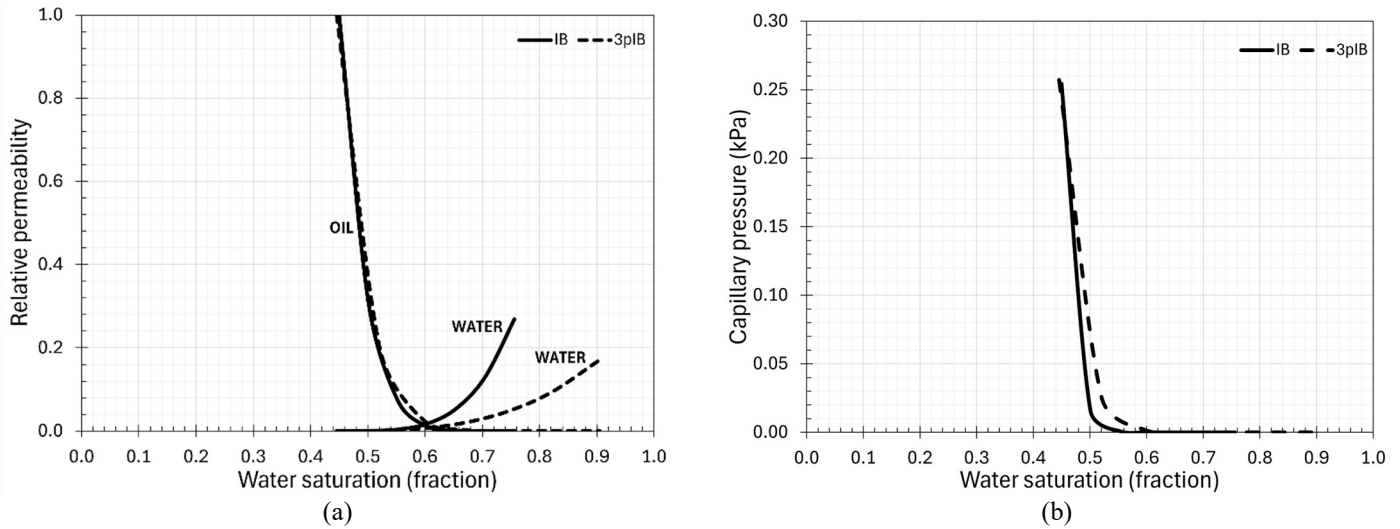 1.0
0.8
0.6
0.4
0.2
0.0
Relative permeability
IB 3pIB
OIL
WATER
WATER
0.0 0.1 0.2 0.3 0.4 0.5 0.6 0.7 0.8 0.9 1.0
Water saturation (fraction)
(a)
0.30
0.25
0.20
0.15
0.10
0.05
0.00
Capillary pressure (kPa)
IB 3pIB
0.0 0.1 0.2 0.3 0.4 0.5 0.6 0.7 0.8 0.9 1.0
Water saturation (fraction)
(b)